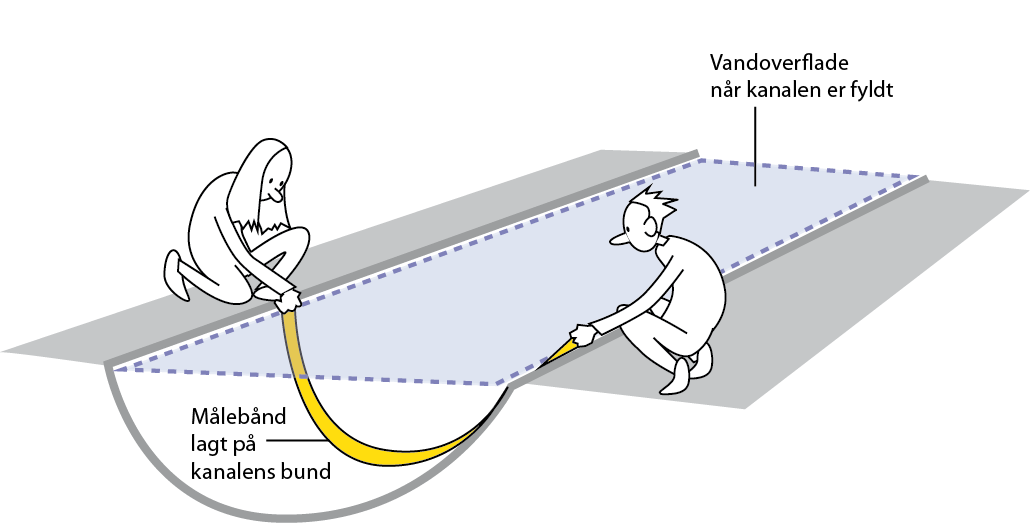 Vandoverflade
når kanalen er fyldt
Målebånd
lagt på
kanalens bund